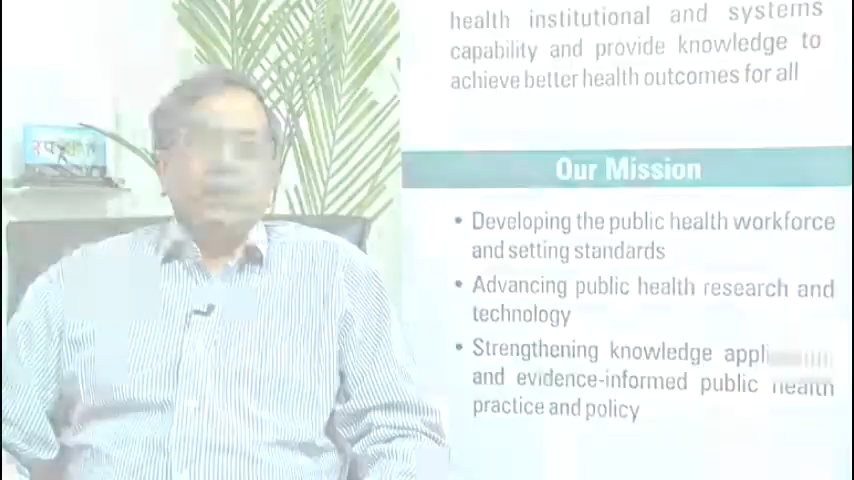 health institutional and systems
capability and provide knowledge to
achieve better health outcomes for all
Our Mission
• Developing the public health workforce
and setting standards
• Advancing public health research and
technology
• Strengthening knowledge
and evidence-informed public health
practice and policy